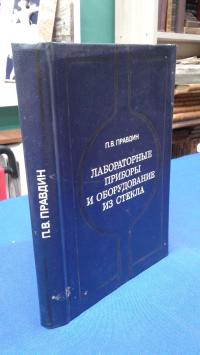 П.В. ПРАВДИН
П.В. ПРАВДИН
ЛАБОРАТОРНЫЕ
ПРИБОРЫ
И ОБОРУДОВАНИЕ
ИЗ СТЕКЛА